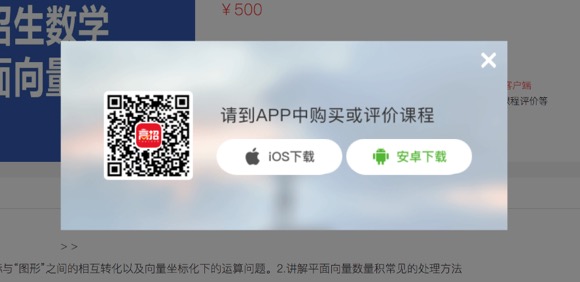 ￥500
招生数学
面向量
请到APP中购买或评价课程
iOS下载
安卓下载
高招
客户端
课程评价等
> >
示与“图形”之间的相互转化以及向量坐标化下的运算问题。2.讲解平面向量数量积常见的处理方法